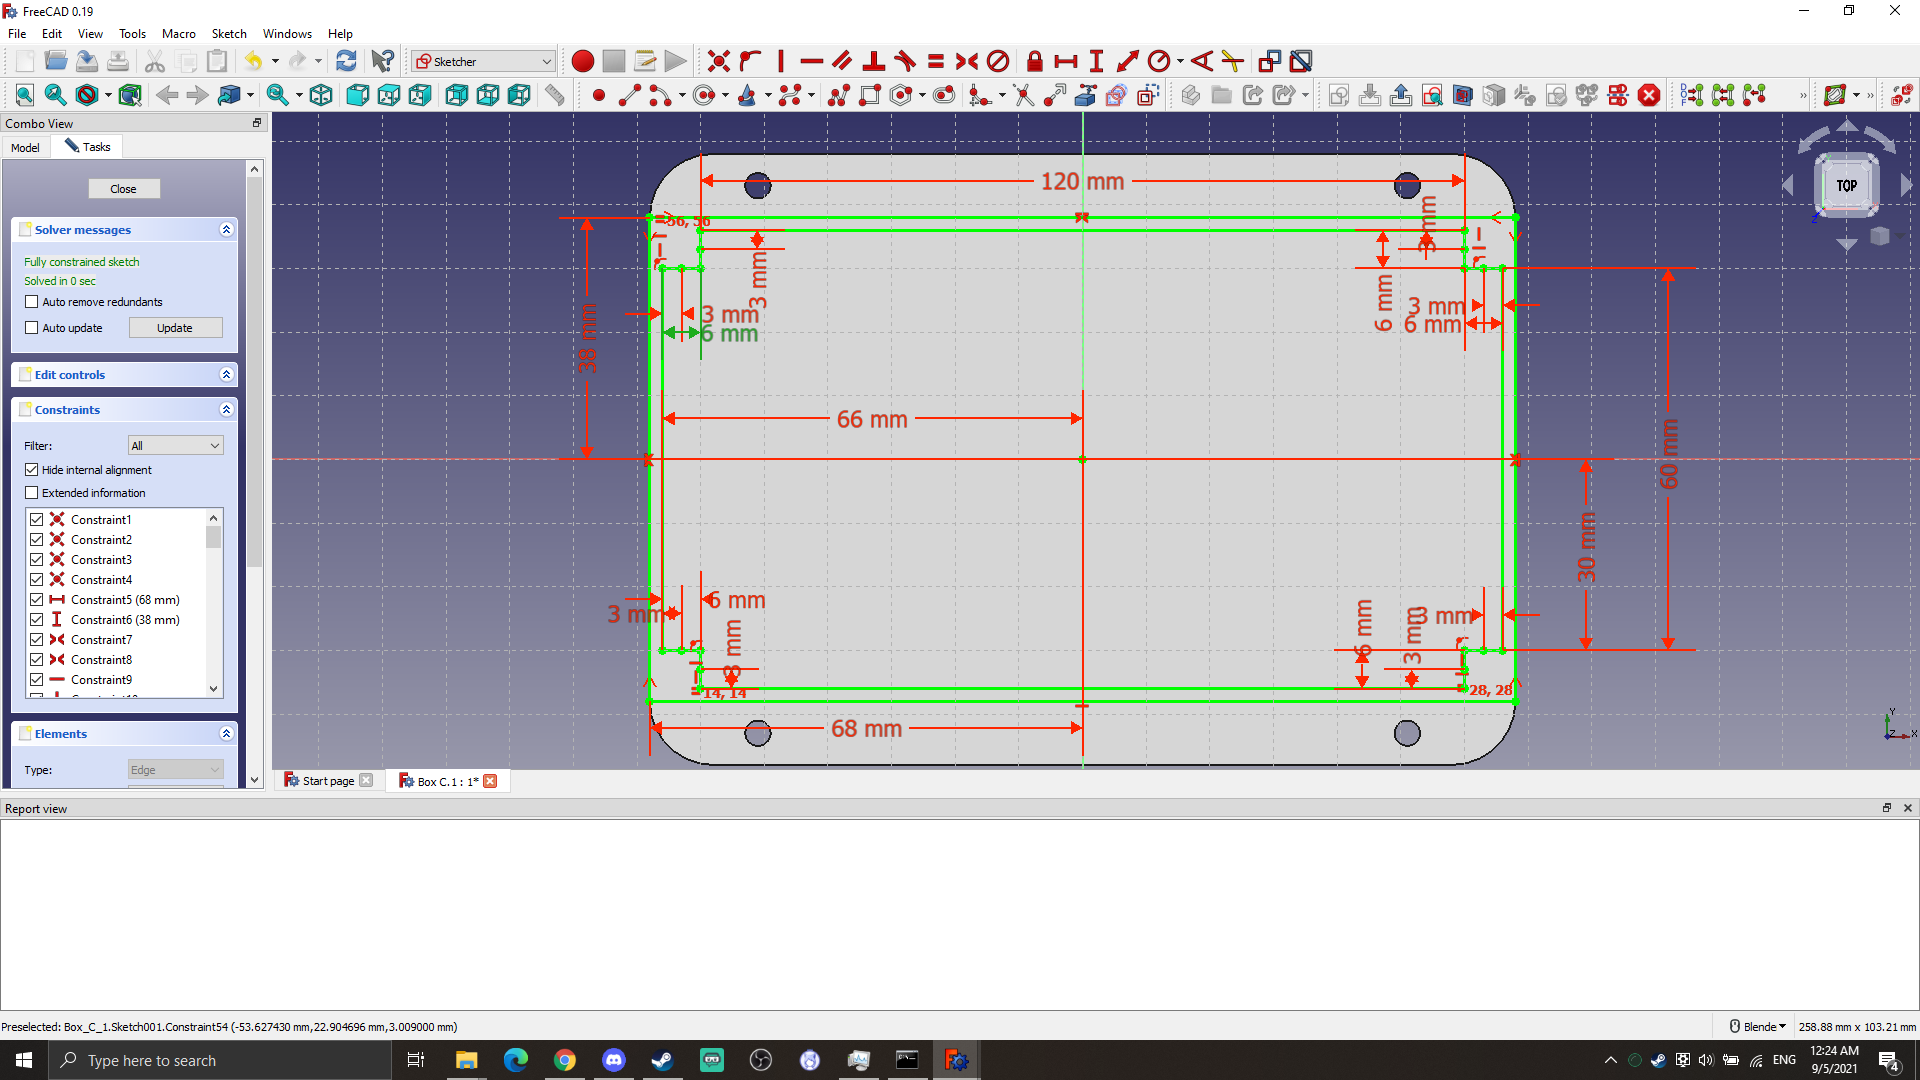 FreeCAD 0.19
File Edit View Tools Macro Sketch Windows Help
Sketcher
Combo View
Model
Tasks
Close
Solver messages
Fully constrained sketch
Solved in 0 sec
Auto remove redundants
Auto update
Update
Edit controls
Constraints
Filter:
All
Hide internal alignment
Extended information
Constraint1
Constraint2
Constraint3
Constraint4
Constraint5 (68 mm)
Constraint6 (38 mm)
Constraint7
Constraint8
Constraint9
Elements
Type:
Edge
120 mm
56, 56
3 mm
3 mm
3 mm
6 mm
38 mm
6 mm
3 mm
6 mm
66 mm
60 mm
30 mm
3 mm
6 mm
3 mm
6 mm
3 mm
3 mm
14, 14
28, 28
68 mm
TOP
Z
Y
Z
X
Start page
Box C.1 : 1*
Report view
Preselected: Box_C_1.Sketch001.Constraint54 (-53.627430 mm,22.904696 mm,3.009000 mm)
Blende
258.88 mm x 103.21 mm
Type here to search
ENG
12:24 AM
9/5/2021
4